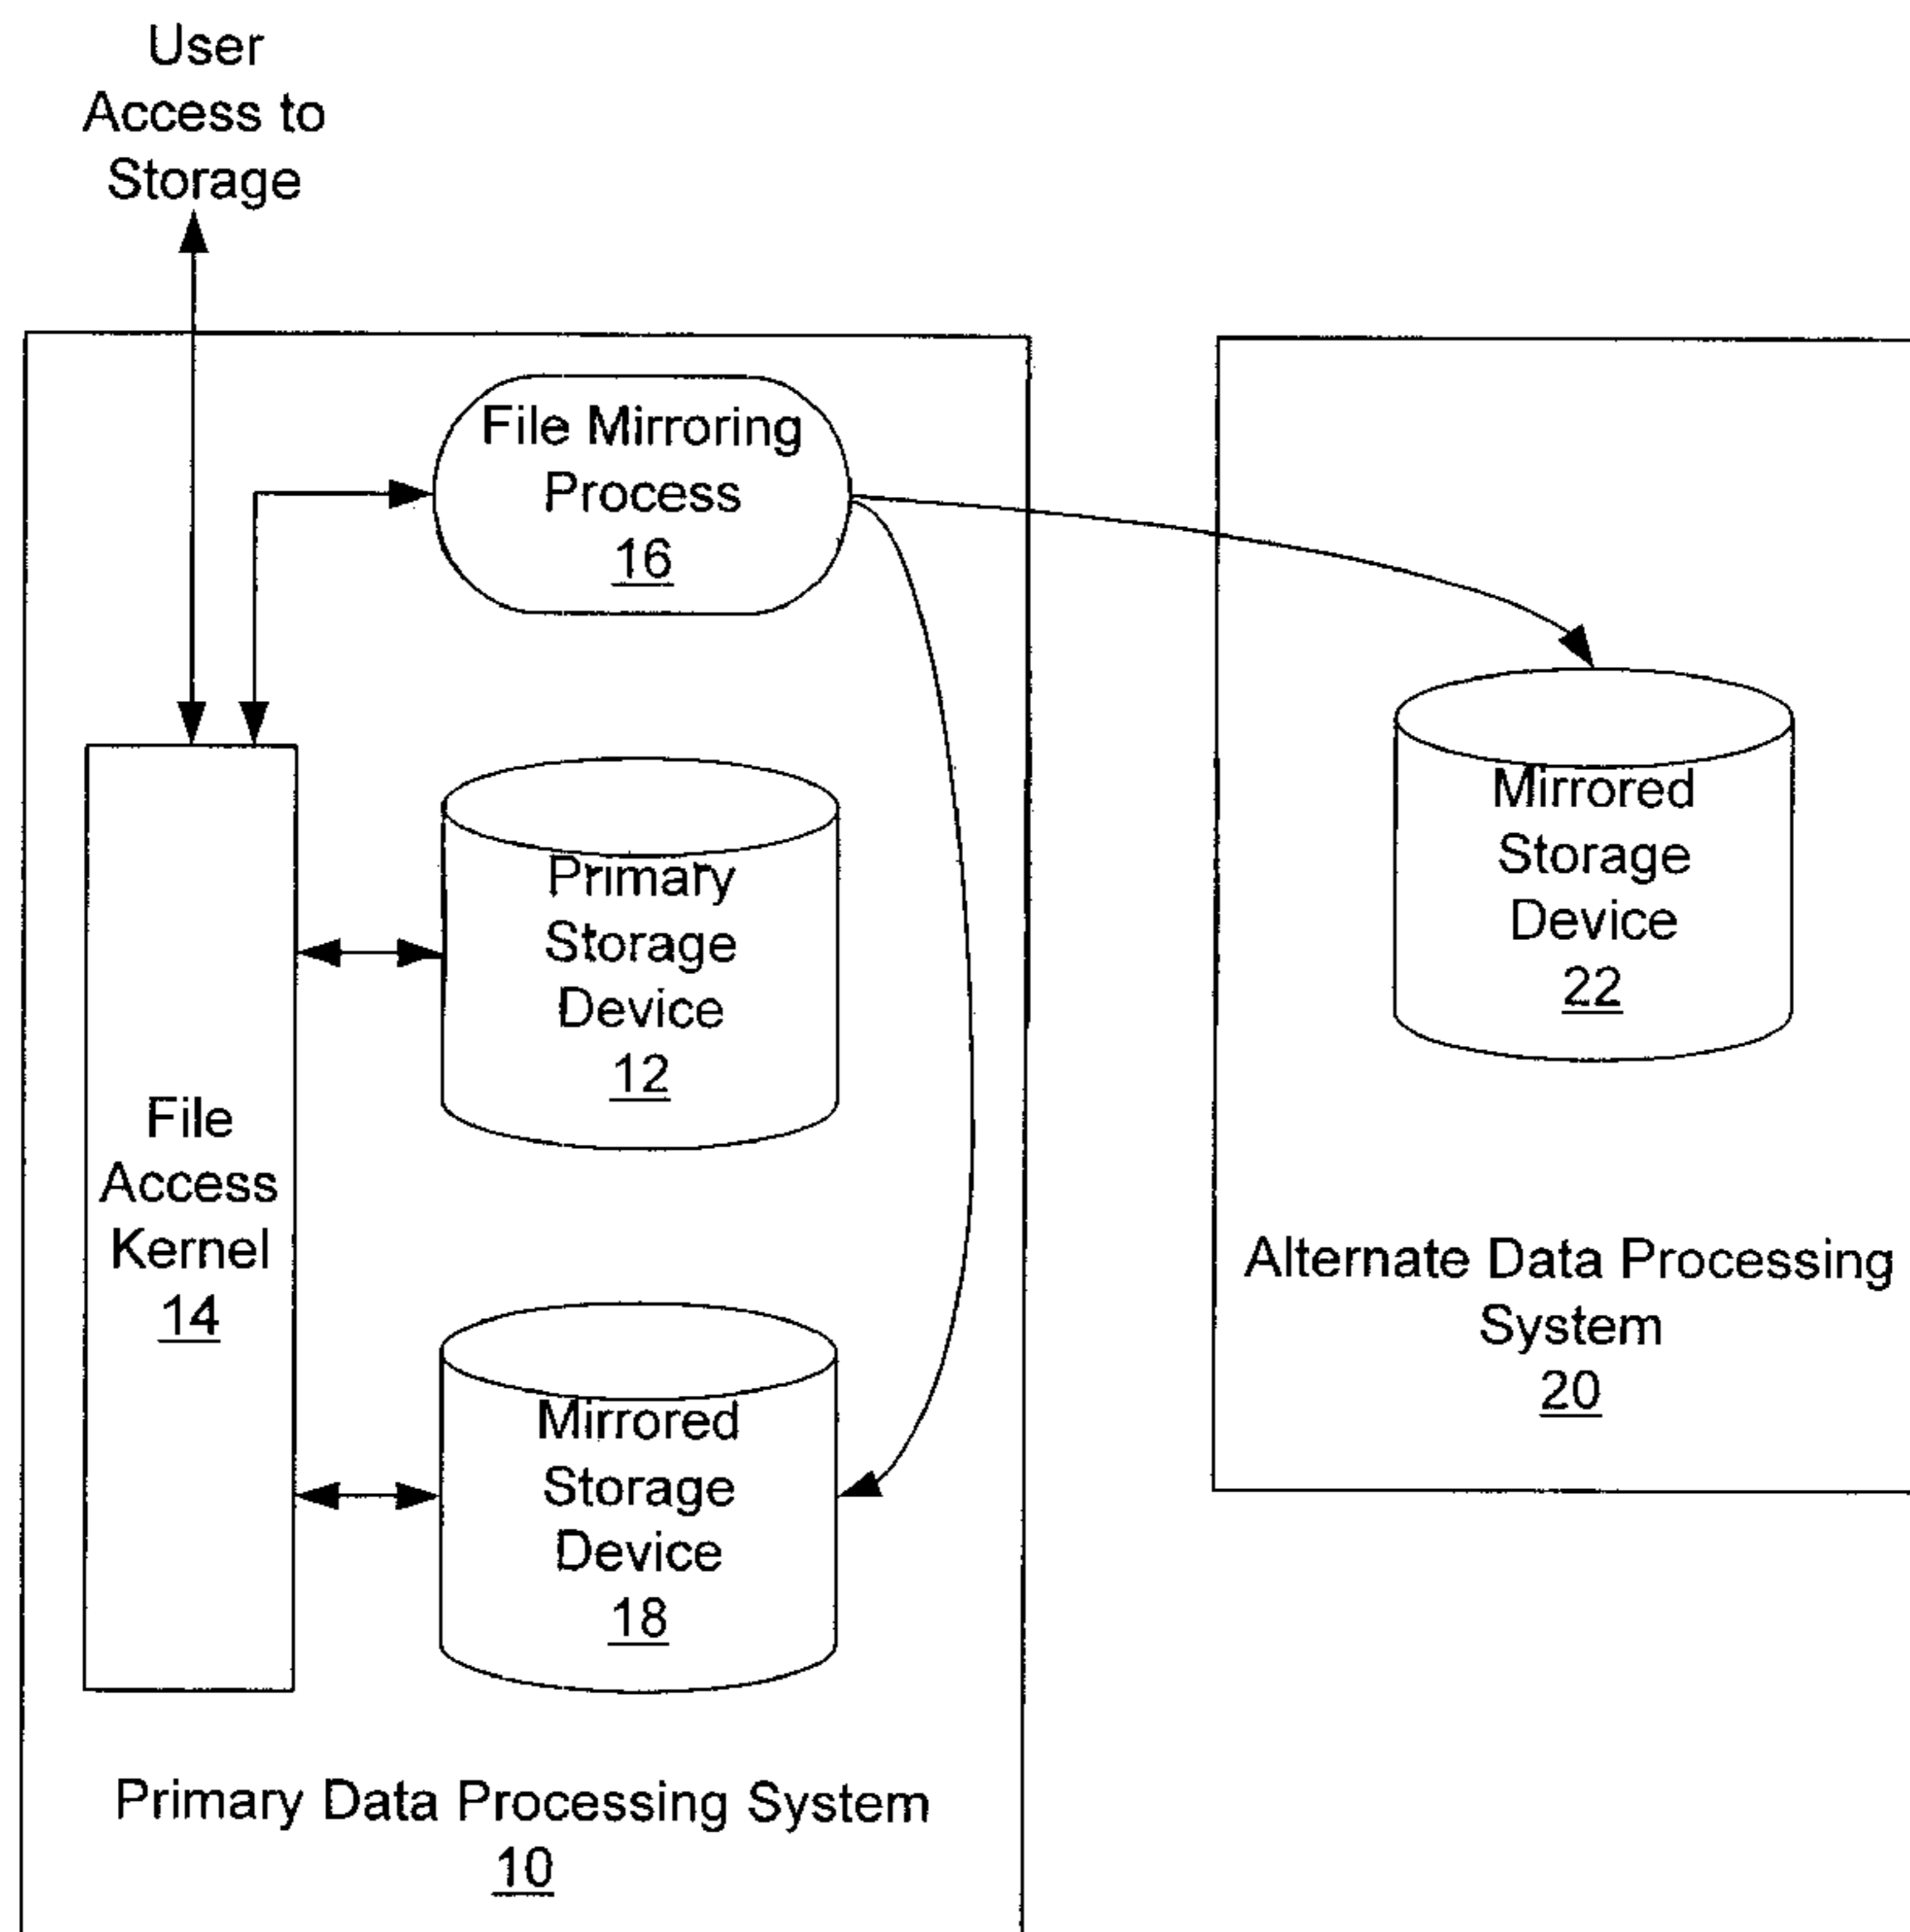 User
Access to
Storage
File Mirroring
Process
16
Primary
Storage
Device
12
File
Access
Kernel
14
Mirrored
Storage
Device
18
Primary Data Processing System
10
Mirrored
Storage
Device
22
Alternate Data Processing
System
20